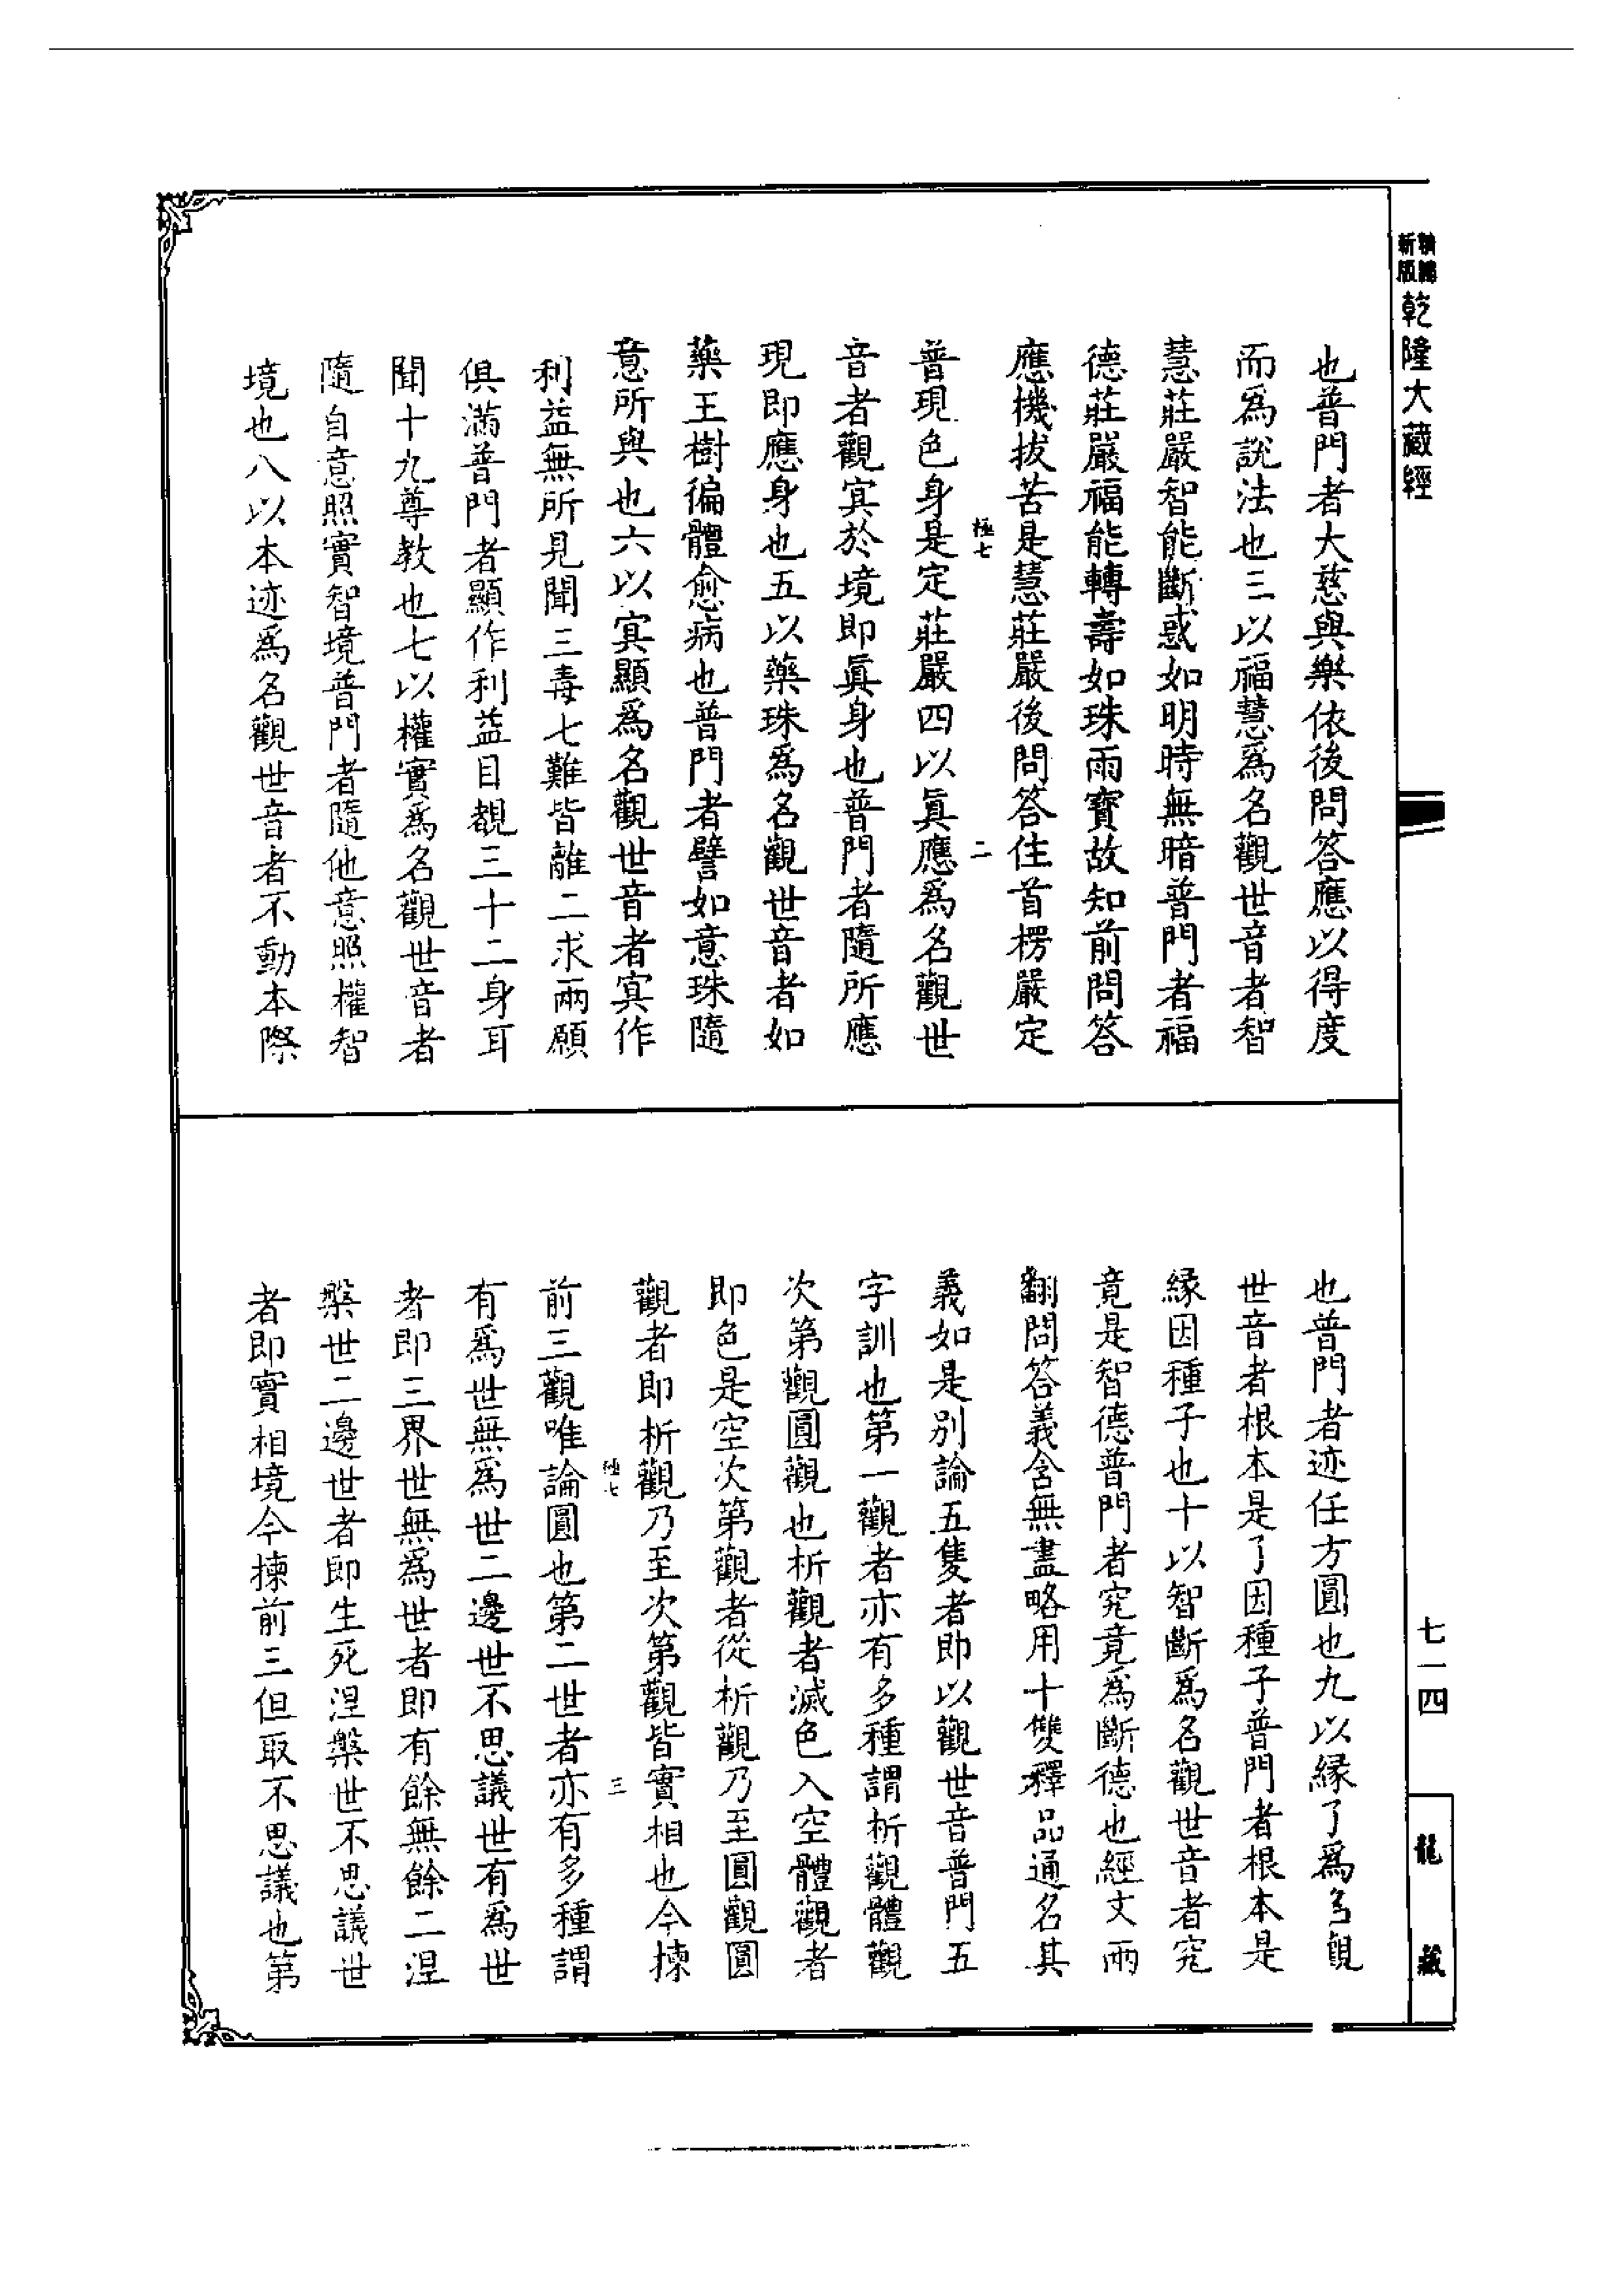 乾隆大藏經
也普門者大慈與樂依後問答應以得度
而爲說法也三以福慧爲名觀世音者智
慧莊嚴智能斷惑如明時無暗普門者福
德莊嚴福能轉壽如珠雨寶故知前問答
應機拔苦是慧莊嚴後問答住首楞嚴定
極七
二
普現色身是定莊嚴四以眞應爲名觀世
音者觀㝠於境即眞身也普門者隨所應
現即應身也五以藥珠爲名觀世音者如
藥王樹徧體愈病也普門者譬如意珠隨
意所與也六以㝠顯爲名觀世音者㝠作
利益無所見聞三毒七難皆離二求兩願
俱滿普門者顯作利益目覩三十二身耳
聞十九尊教也七以權實爲名觀世音者
隨自意照實智境普門者隨他意照權智
境也八以本迹爲名觀世音者不動本際
也普門者迹任方圓也九以緣了爲名觀
世音者根本是了因種子普門者根本是
緣因種子也十以智斷爲名觀世音者究
竟是智德普門者究竟爲斷德也經文兩
翻問答義含無盡略用十雙釋品通名其
義如是別論五隻者即以觀世音普門五
字訓也第一觀者亦有多種謂析觀體觀
次第觀圓觀也析觀者滅色入空體觀者
即色是空次第觀者從析觀乃至圓觀圓
觀者即析觀乃至次第觀皆實相也今揀
極七
三
前三觀唯論圓也第二世者亦有多種謂
有爲世無爲世二邊世不思議世有爲世
者即三界世無爲世者即有餘無餘二涅
槃世二邊世者即生死涅槃世不思議世
者即實相境今揀前三但取不思議也第
七一四
龍藏